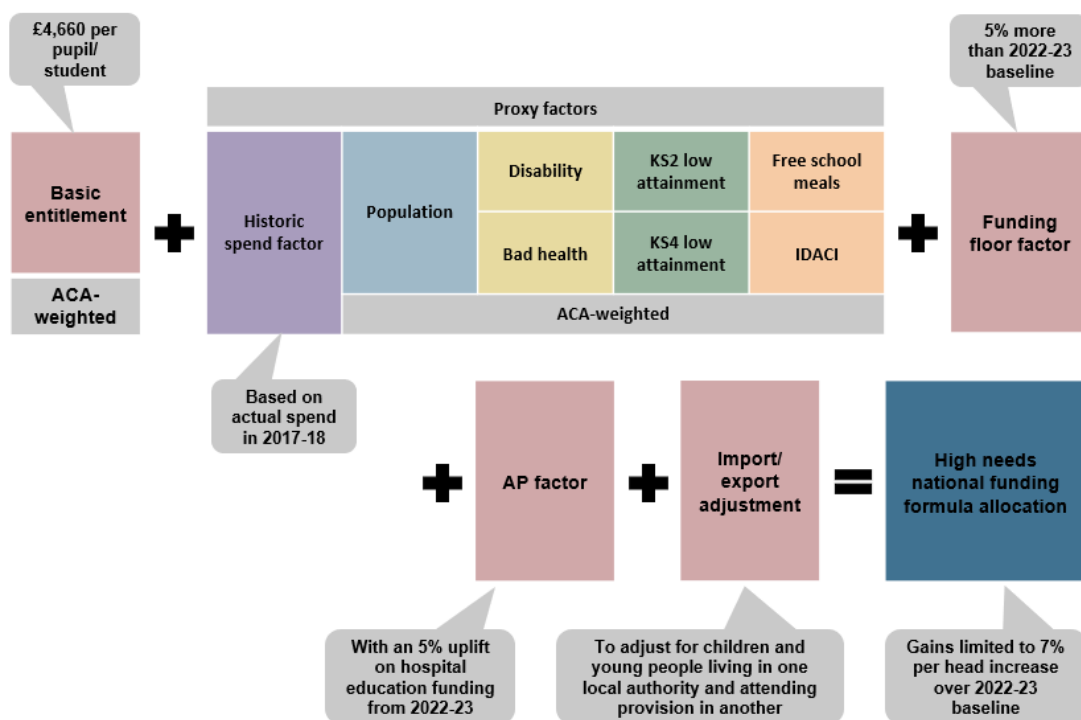 £4,660 per
pupil/
student
5% more
than 2022-23
baseline
Proxy factors
Basic
entitlement
ACA-
weighted
Historic
spend factor
Population
Disability
Bad health
KS2 low
attainment
KS4 low
attainment
Free school
meals
IDACI
ACA-weighted
Funding
floor factor
Based on
actual spend
in 2017-18
AP factor
Import/
export
adjustment
High needs
national funding
formula allocation
With an 5% uplift
on hospital
education funding
from 2022-23
To adjust for children and
young people living in one
local authority and attending
provision in another
Gains limited to 7%
per head increase
over 2022-23
baseline